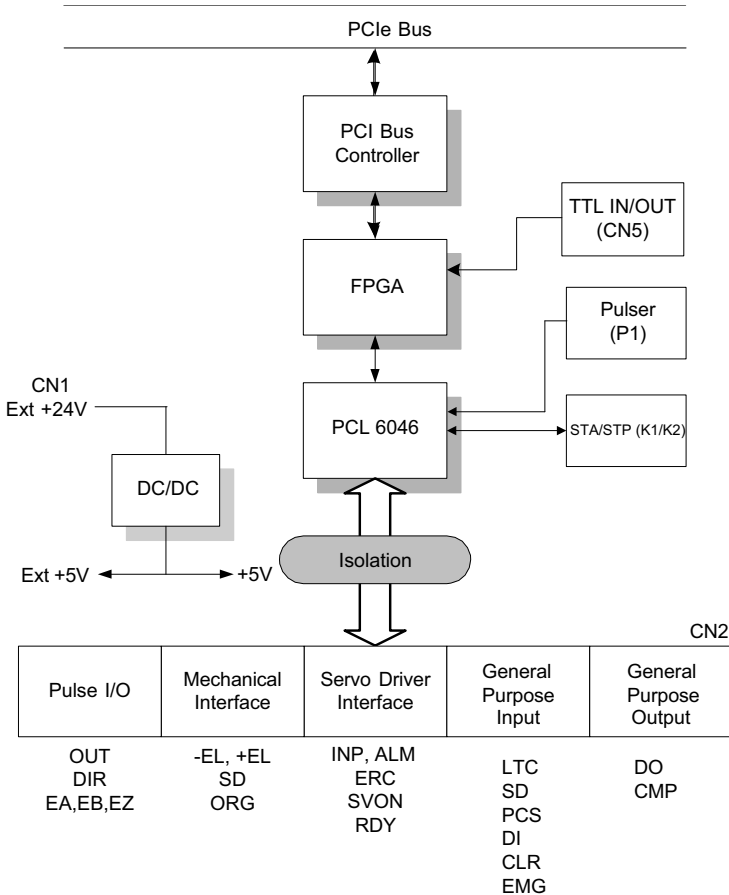 PCIe Bus
PCI Bus
Controller
TTL IN/OUT
(CN5)
FPGA
Pulser
(P1)
CN1
Ext +24V
PCL 6046
STA/STP (K1/K2)
DC/DC
Isolation
Ext +5V
+5V
CN2
Pulse I/O
Mechanical
Interface
Servo Driver
Interface
General
Purpose
Input
General
Purpose
Output
OUT
DIR
EA,EB,EZ
-EL, +EL
SD
ORG
INP, ALM
ERC
SVON
RDY
LTC
SD
PCS
DI
CLR
EMG
DO
CMP